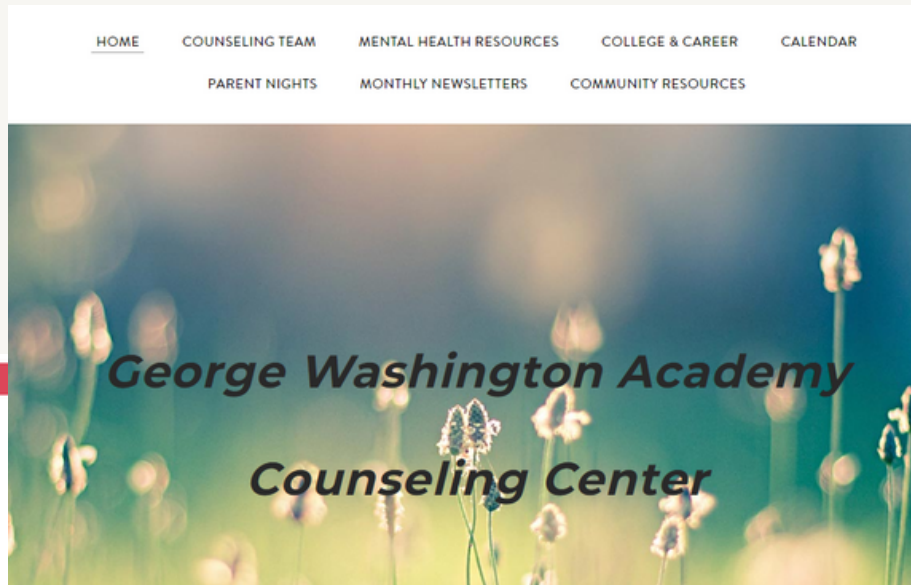 HOME COUNSELING TEAM MENTAL HEALTH RESOURCES COLLEGE & CAREER CALENDAR
PARENT NIGHTS MONTHLY NEWSLETTERS COMMUNITY RESOURCES
George Washington Academy
Counseling Center